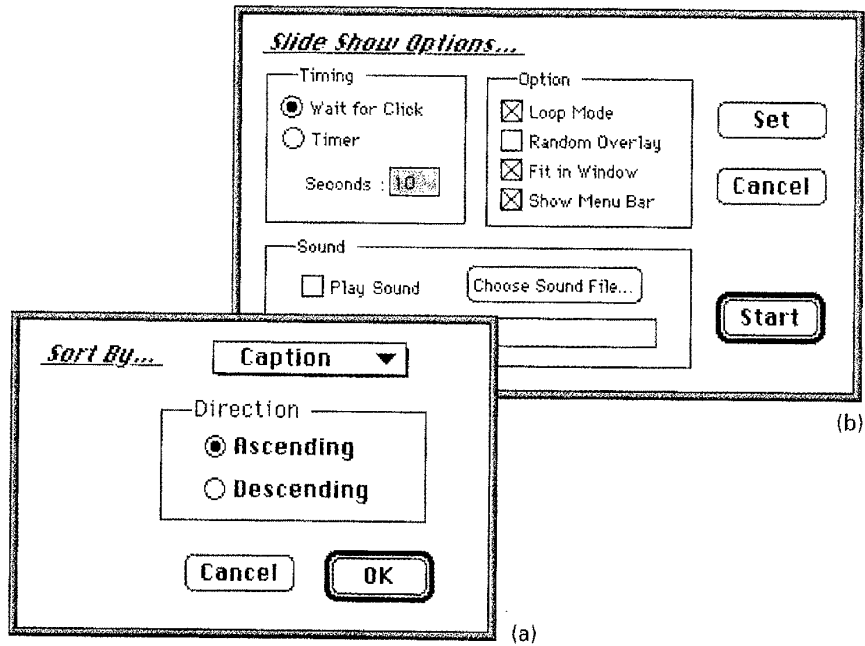 Slide Show Options...
Timing
Wait for Click
Timer
Seconds : 10
Option
Loop Mode
Random Overlay
Fit in Window
Show Menu Bar
Set
Cancel
Sound
Play Sound
Choose Sound File...
Start
(b)
Sort By...
Caption
Direction
Ascending
Descending
Cancel
OK
(a)